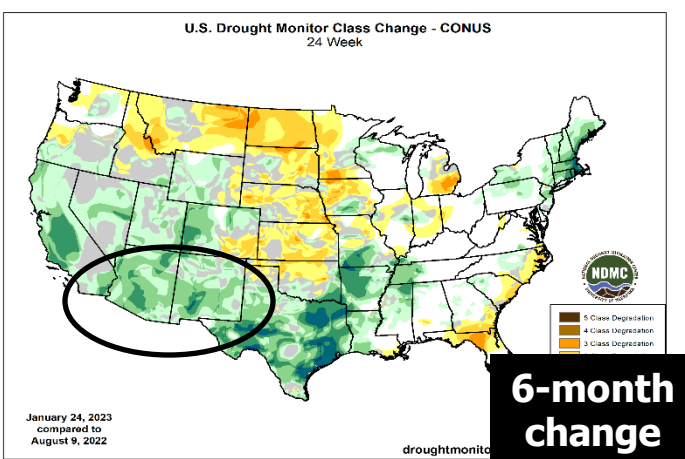 U.S. Drought Monitor Class Change - CONUS
24 Week
NDMC
5 Class Degradation
4 Class Degradation
3 Class Degradation
6-month
change
January 24, 2023
compared to
August 9, 2022
droughtmonito